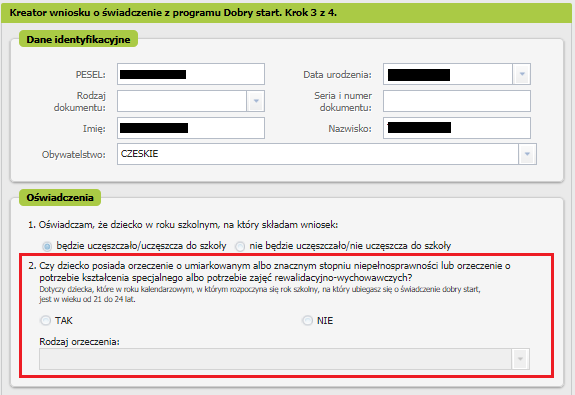 Kreator wniosku o świadczenie z programu Dobry start. Krok 3 z 4.
Dane identyfikacyjne
PESEL:
Data urodzenia:
Rodzaj dokumentu:
Seria i numer dokumentu:
Imię:
Nazwisko:
Obywatelstwo: CZESKIE
Oświadczenia
1. Oświadczam, że dziecko w roku szkolnym, na który składam wniosek:
będzie uczęszczało/uczęszcza do szkoły nie będzie uczęszczało/nie uczęszcza do szkoły
2. Czy dziecko posiada orzeczenie o umiarkowanym albo znacznym stopniu niepełnosprawności lub orzeczenie o
potrzebie kształcenia specjalnego albo potrzebie zajęć rewalidacyjno-wychowawczych?
Dotyczy dziecka, które w roku kalendarzowym, w którym rozpoczyna się rok szkolny, na który ubiegasz się o świadczenie dobry start,
jest w wieku od 21 do 24 lat.
TAK NIE
Rodzaj orzeczenia: